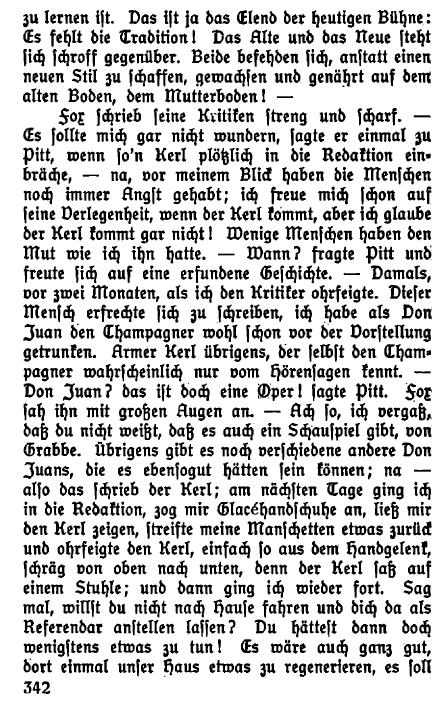 zu lernen ist. Das ist ja das Elend der heutigen Bühne:
Es fehlt die Tradition! Das Alte und das Neue steht
sich schroff gegenüber. Beide befehden sich, anstatt einen
neuen Stil zu schaffen, gewachsen und genährt auf dem
alten Boden, dem Mutterboden! —
Fox schrieb seine Kritiken streng und scharf. —
Es sollte mich gar nicht wundern, sagte er einmal zu
Pitt, wenn so'n Kerl plötzlich in die Redaktion ein-
bräche, — na, vor meinem Blick haben die Menschen
noch immer Angst gehabt; ich freue mich schon auf
seine Verlegenheit, wenn der Kerl kommt, aber ich glaube
der Kerl kommt gar nicht! Wenige Menschen haben den
Mut wie ich ihn hatte. — Wann? fragte Pitt und
freute sich auf eine erfundene Geschichte. — Damals,
vor zwei Monaten, als ich den Kritiker ohrfeigte. Dieser
Mensch erfrechte sich zu schreiben, ich habe als Don
Juan den Champagner wohl schon vor der Vorstellung
getrunken. Armer Kerl übrigens, der selbst den Cham-
pagner wahrscheinlich nur vom Hörensagen kennt. —
Don Juan? das ist doch eine Oper! sagte Pitt. Fox
sah ihn mit großen Augen an. — Ach so, ich vergaß,
daß du nicht weißt, daß es auch ein Schauspiel gibt, von
Grabbe. Übrigens gibt es noch verschiedene andere Don
Juans, die es ebensogut hätten sein können; na —
also das schrieb der Kerl; am nächsten Tage ging ich
in die Redaktion, zog mir Glacéhandschuhe an, ließ mir
den Kerl zeigen, streifte meine Manschetten etwas zurück
und ohrfeigte den Kerl, einfach so aus dem Handgelenk,
schräg von oben nach unten, denn der Kerl saß auf
einem Stuhle; und dann ging ich wieder fort. Sag
mal, willst du nicht nach Hause fahren und dich da als
Referendar anstellen lassen? Du hättest dann doch
wenigstens etwas zu tun! Es wäre auch ganz gut,
dort einmal unser Haus etwas zu regenerieren, es soll
342